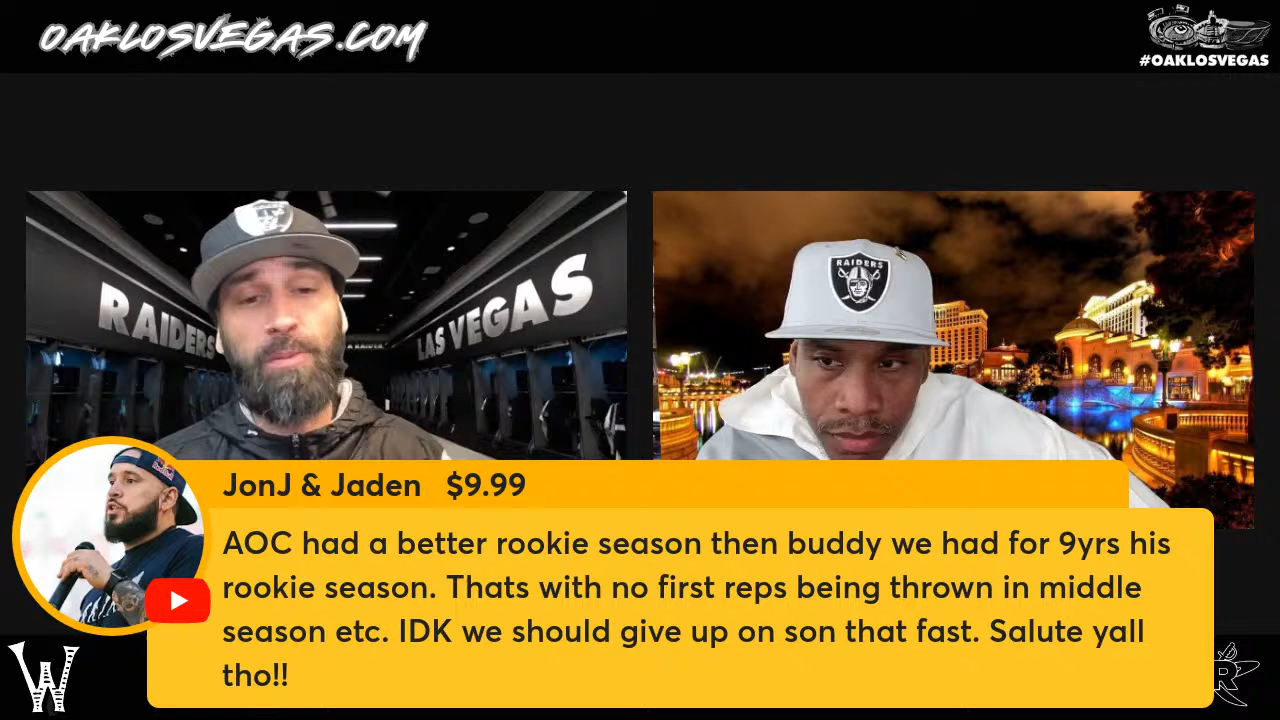 OAKLOSVEGAS.COM
#OAKLOSVEGAS
RAIDERS
LAS VEGAS
RAIDERS
JonJ & Jaden $9.99
AOC had a better rookie season then buddy we had for 9yrs his
rookie season. Thats with no first reps being thrown in middle
season etc. IDK we should give up on son that fast. Salute yall
tho!!
W
R